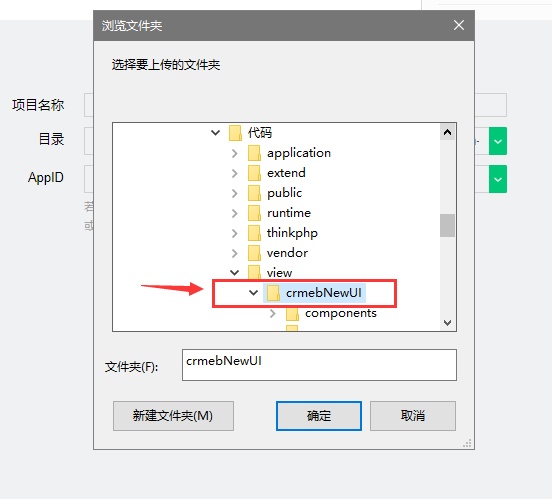 浏览文件夹
选择要上传的文件夹
项目名称
目录
AppID
代码
application
extend
public
runtime
thinkphp
vendor
view
crmebNewUI
components
文件夹(F):
crmebNewUI
新建文件夹(M)
确定
取消